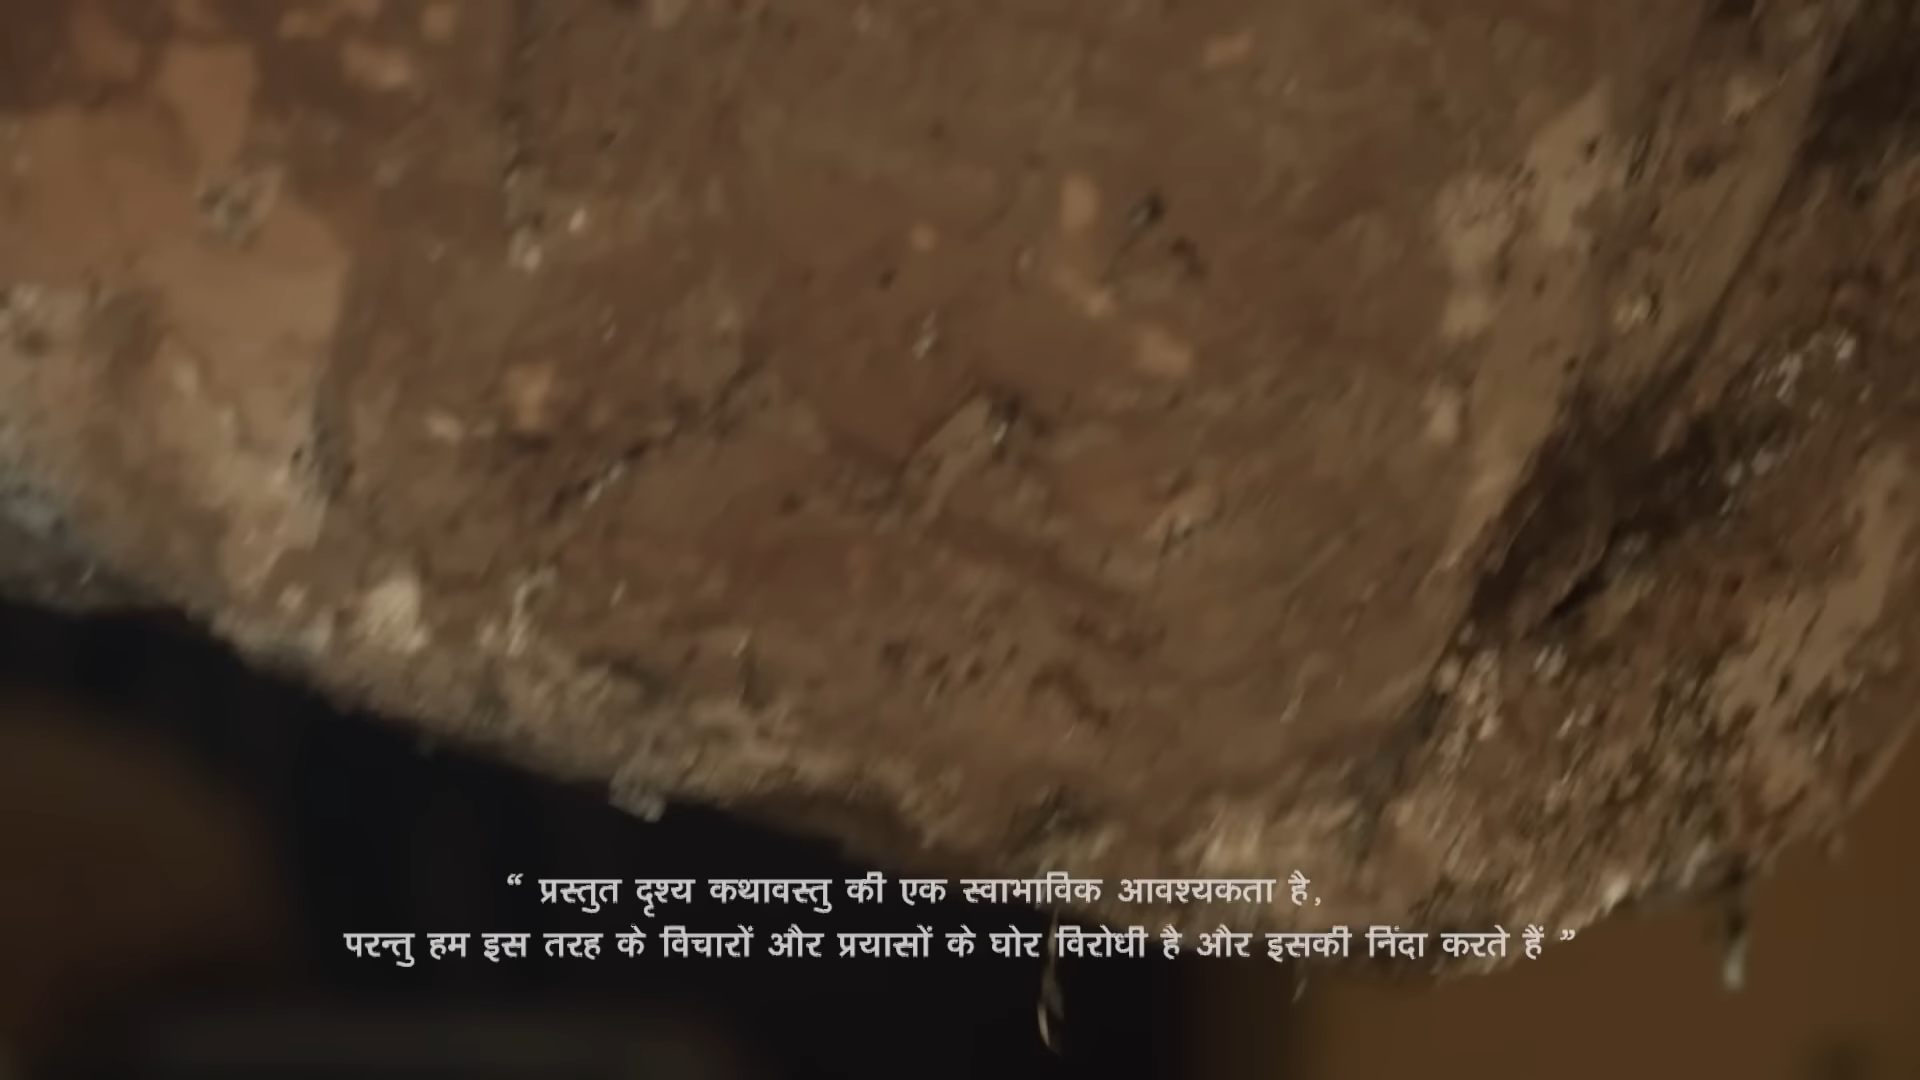 “ प्रस्तुत दृश्य कथावस्तु की एक स्वाभाविक आवश्यकता है,
परन्तु हम इस तरह के विचारों और प्रयासों के घोर विरोधी है और इसकी निंदा करते हैं ”